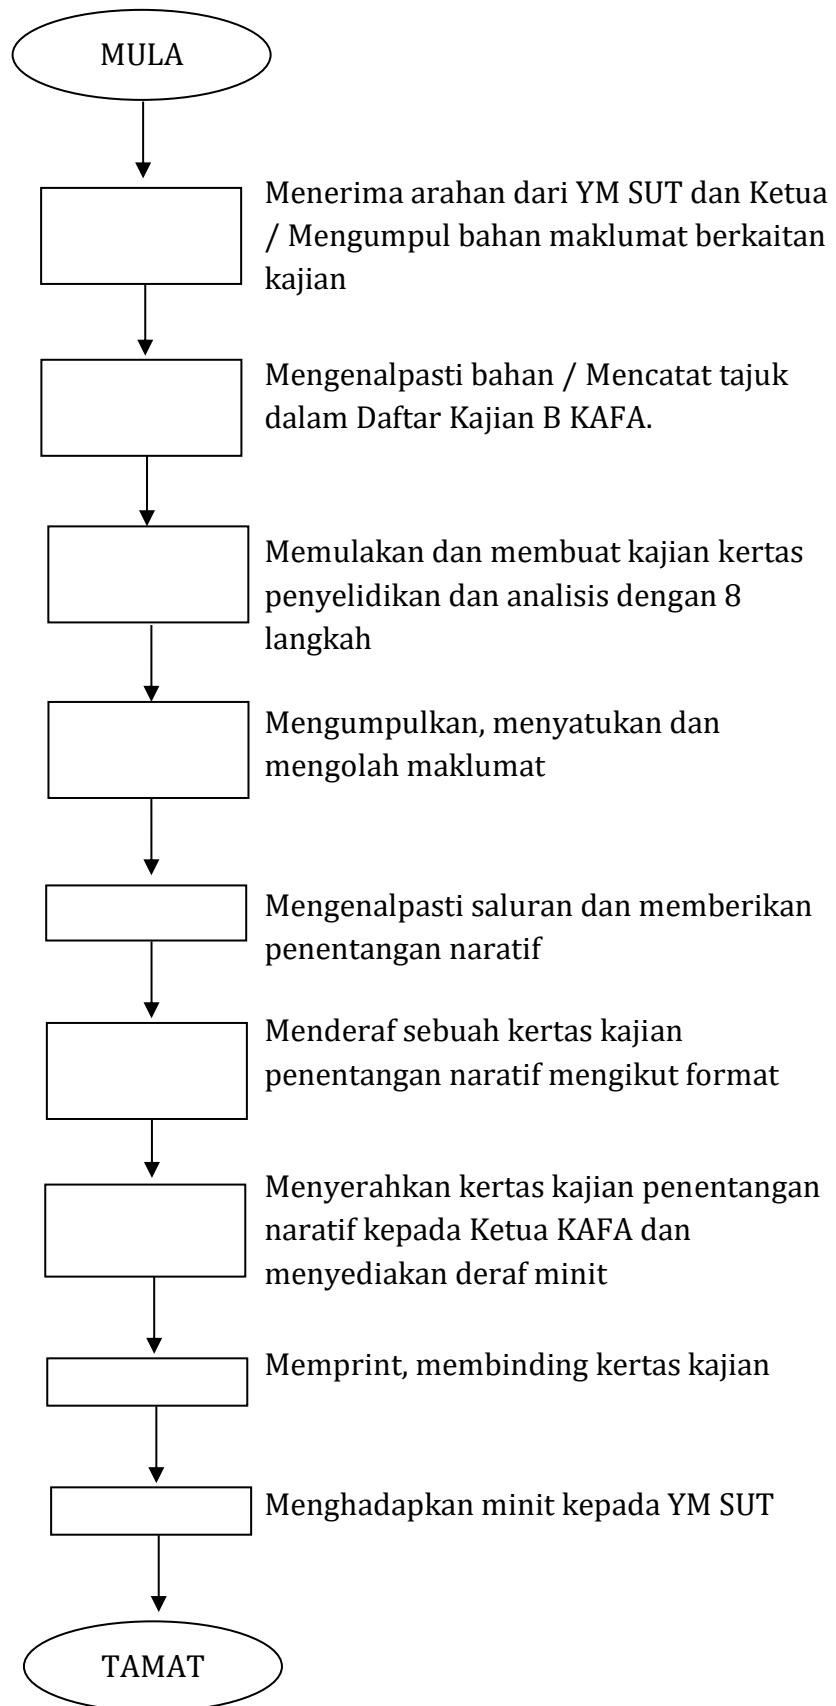 MULA
Menerima arahan dari YM SUT dan Ketua
/ Mengumpul bahan maklumat berkaitan
kajian
Mengenalpasti bahan / Mencatat tajuk
dalam Daftar Kajian B KAFA.
Memulakan dan membuat kajian kertas
penyelidikan dan analisis dengan 8
langkah
Mengumpulkan, menyatukan dan
mengolah maklumat
Mengenalpasti saluran dan memberikan
penentangan naratif
Menderaf sebuah kertas kajian
penentangan naratif mengikut format
Menyerahkan kertas kajian penentangan
naratif kepada Ketua KAFA dan
menyediakan deraf minit
Memprint, membinding kertas kajian
Menghadapkan minit kepada YM SUT
TAMAT